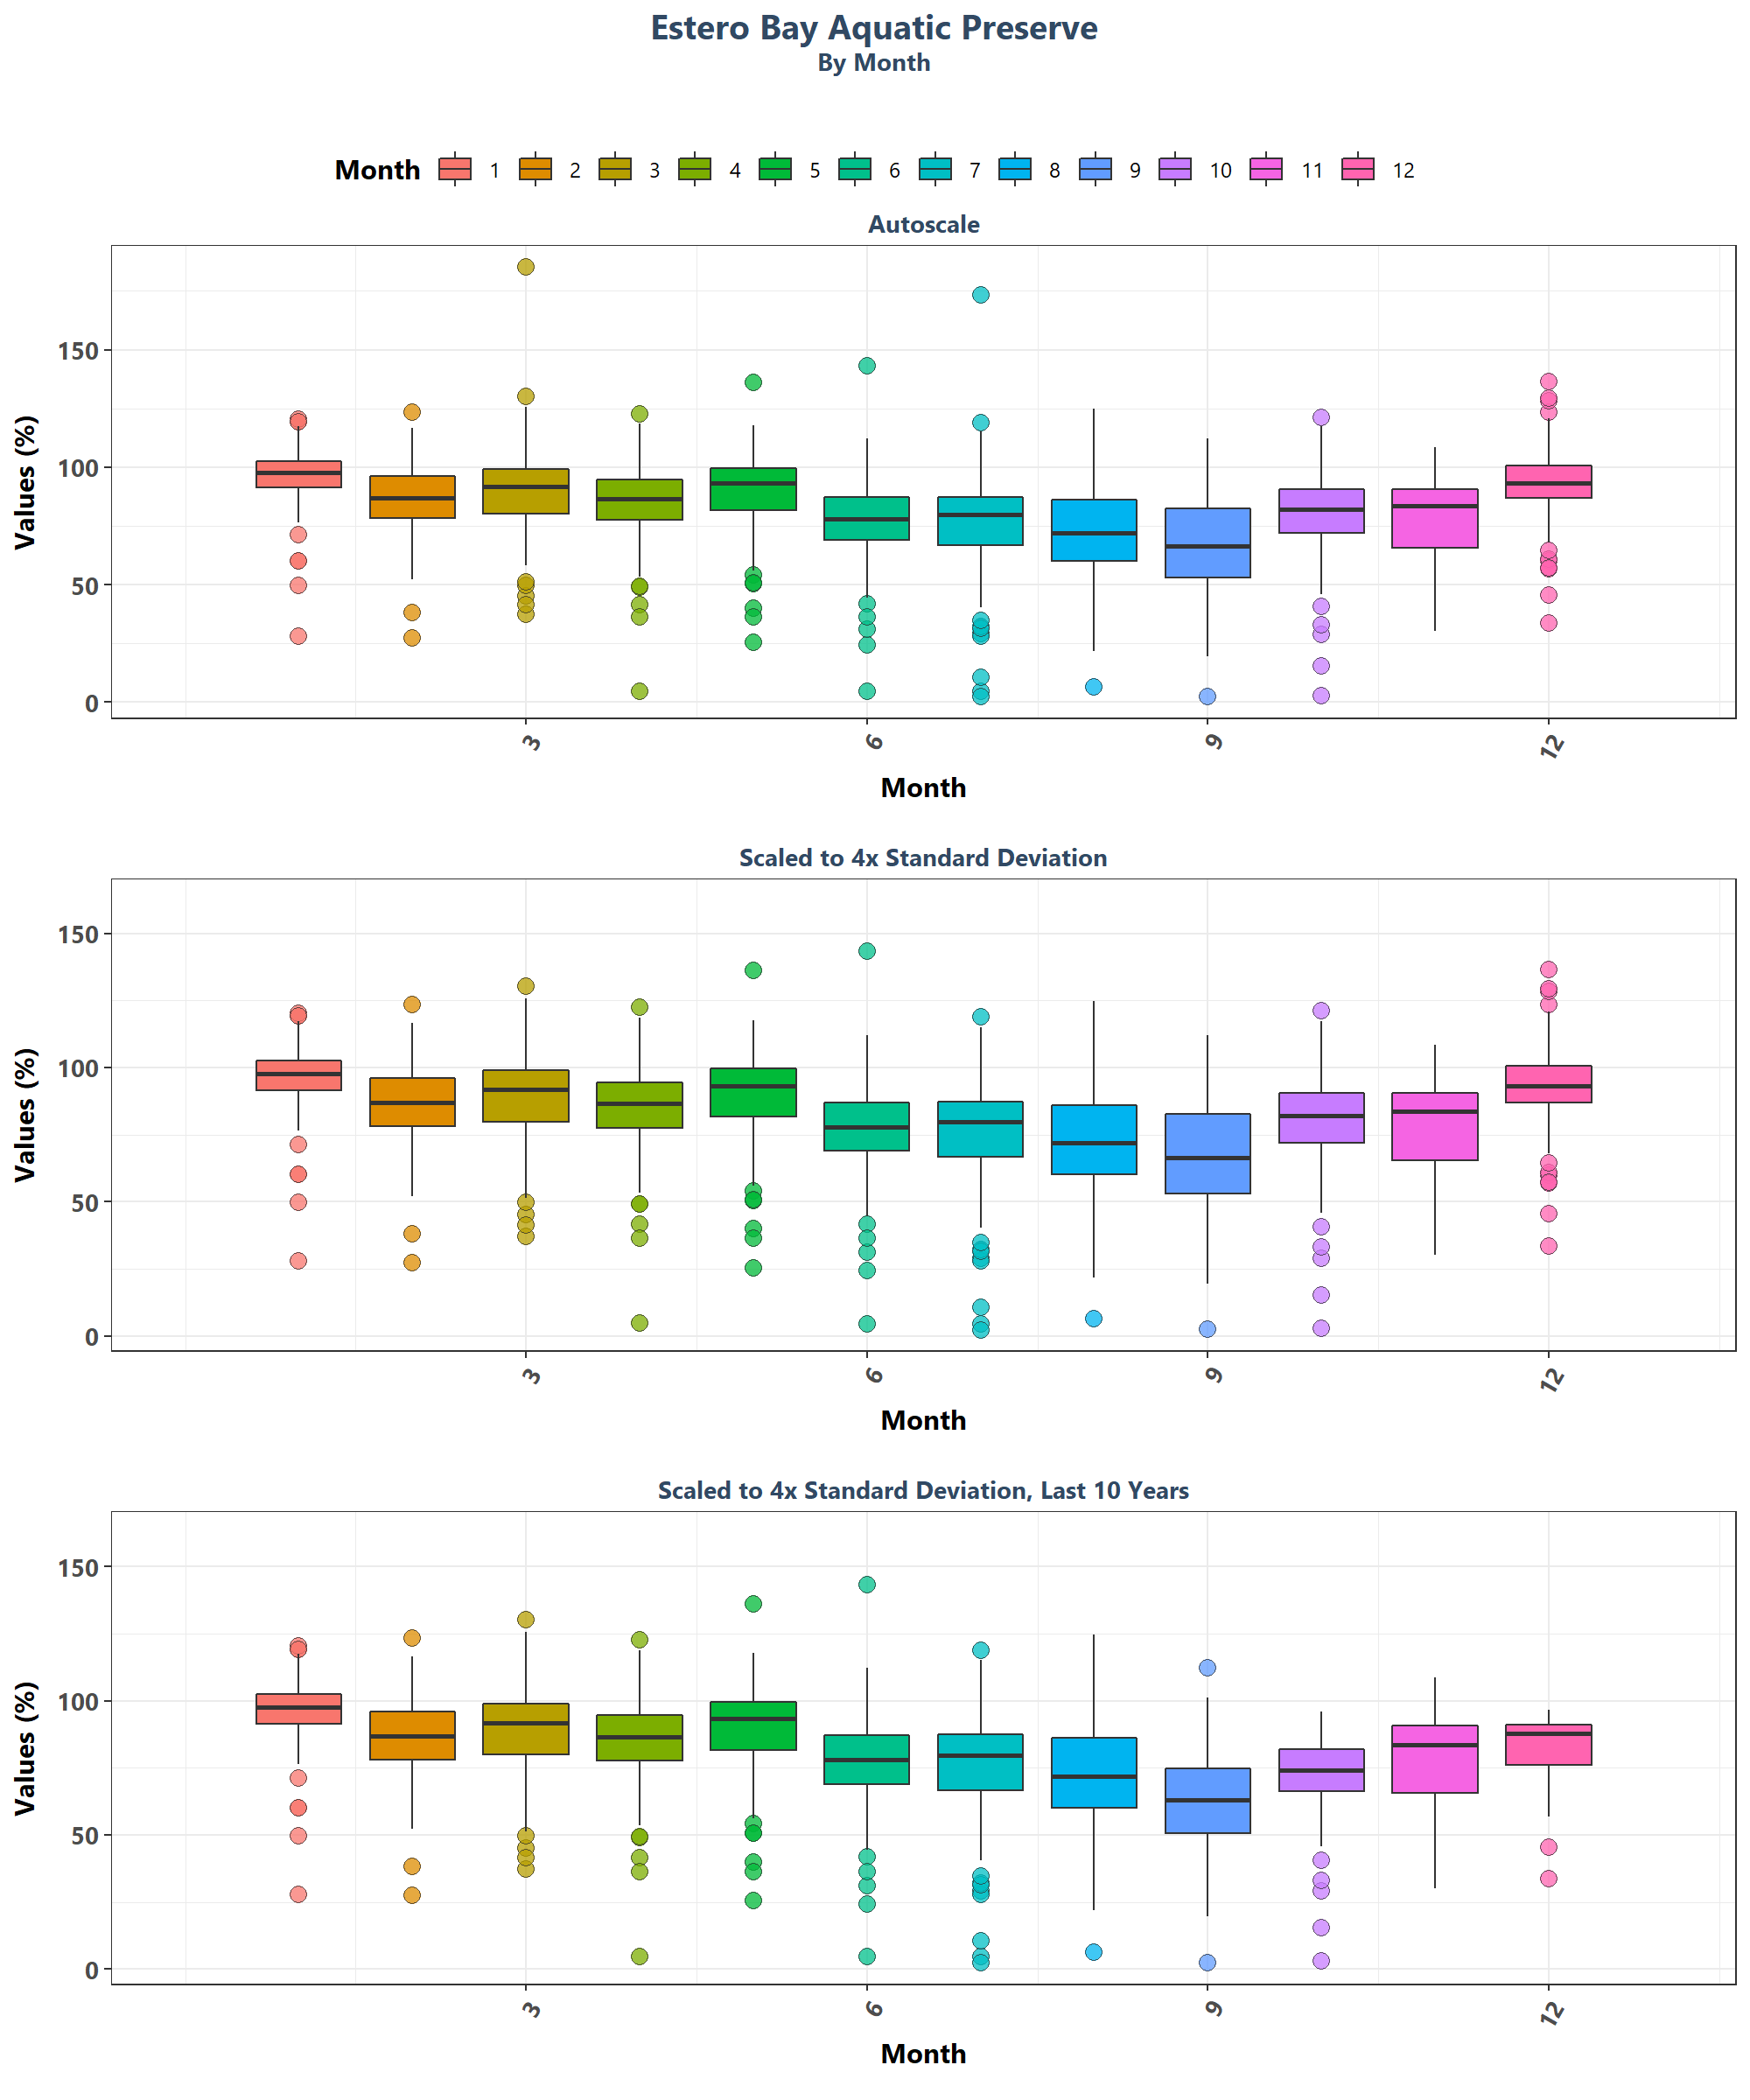 Estero Bay Aquatic Preserve
By Month
Month 1 2 3 4 5 6 7 8 9 10 11 12
Autoscale
Values (%)
150
100
50
0
3 6 9 12
Month
Scaled to 4x Standard Deviation
Values (%)
150
100
50
0
3 6 9 12
Month
Scaled to 4x Standard Deviation, Last 10 Years
Values (%)
150
100
50
0
3 6 9 12
Month